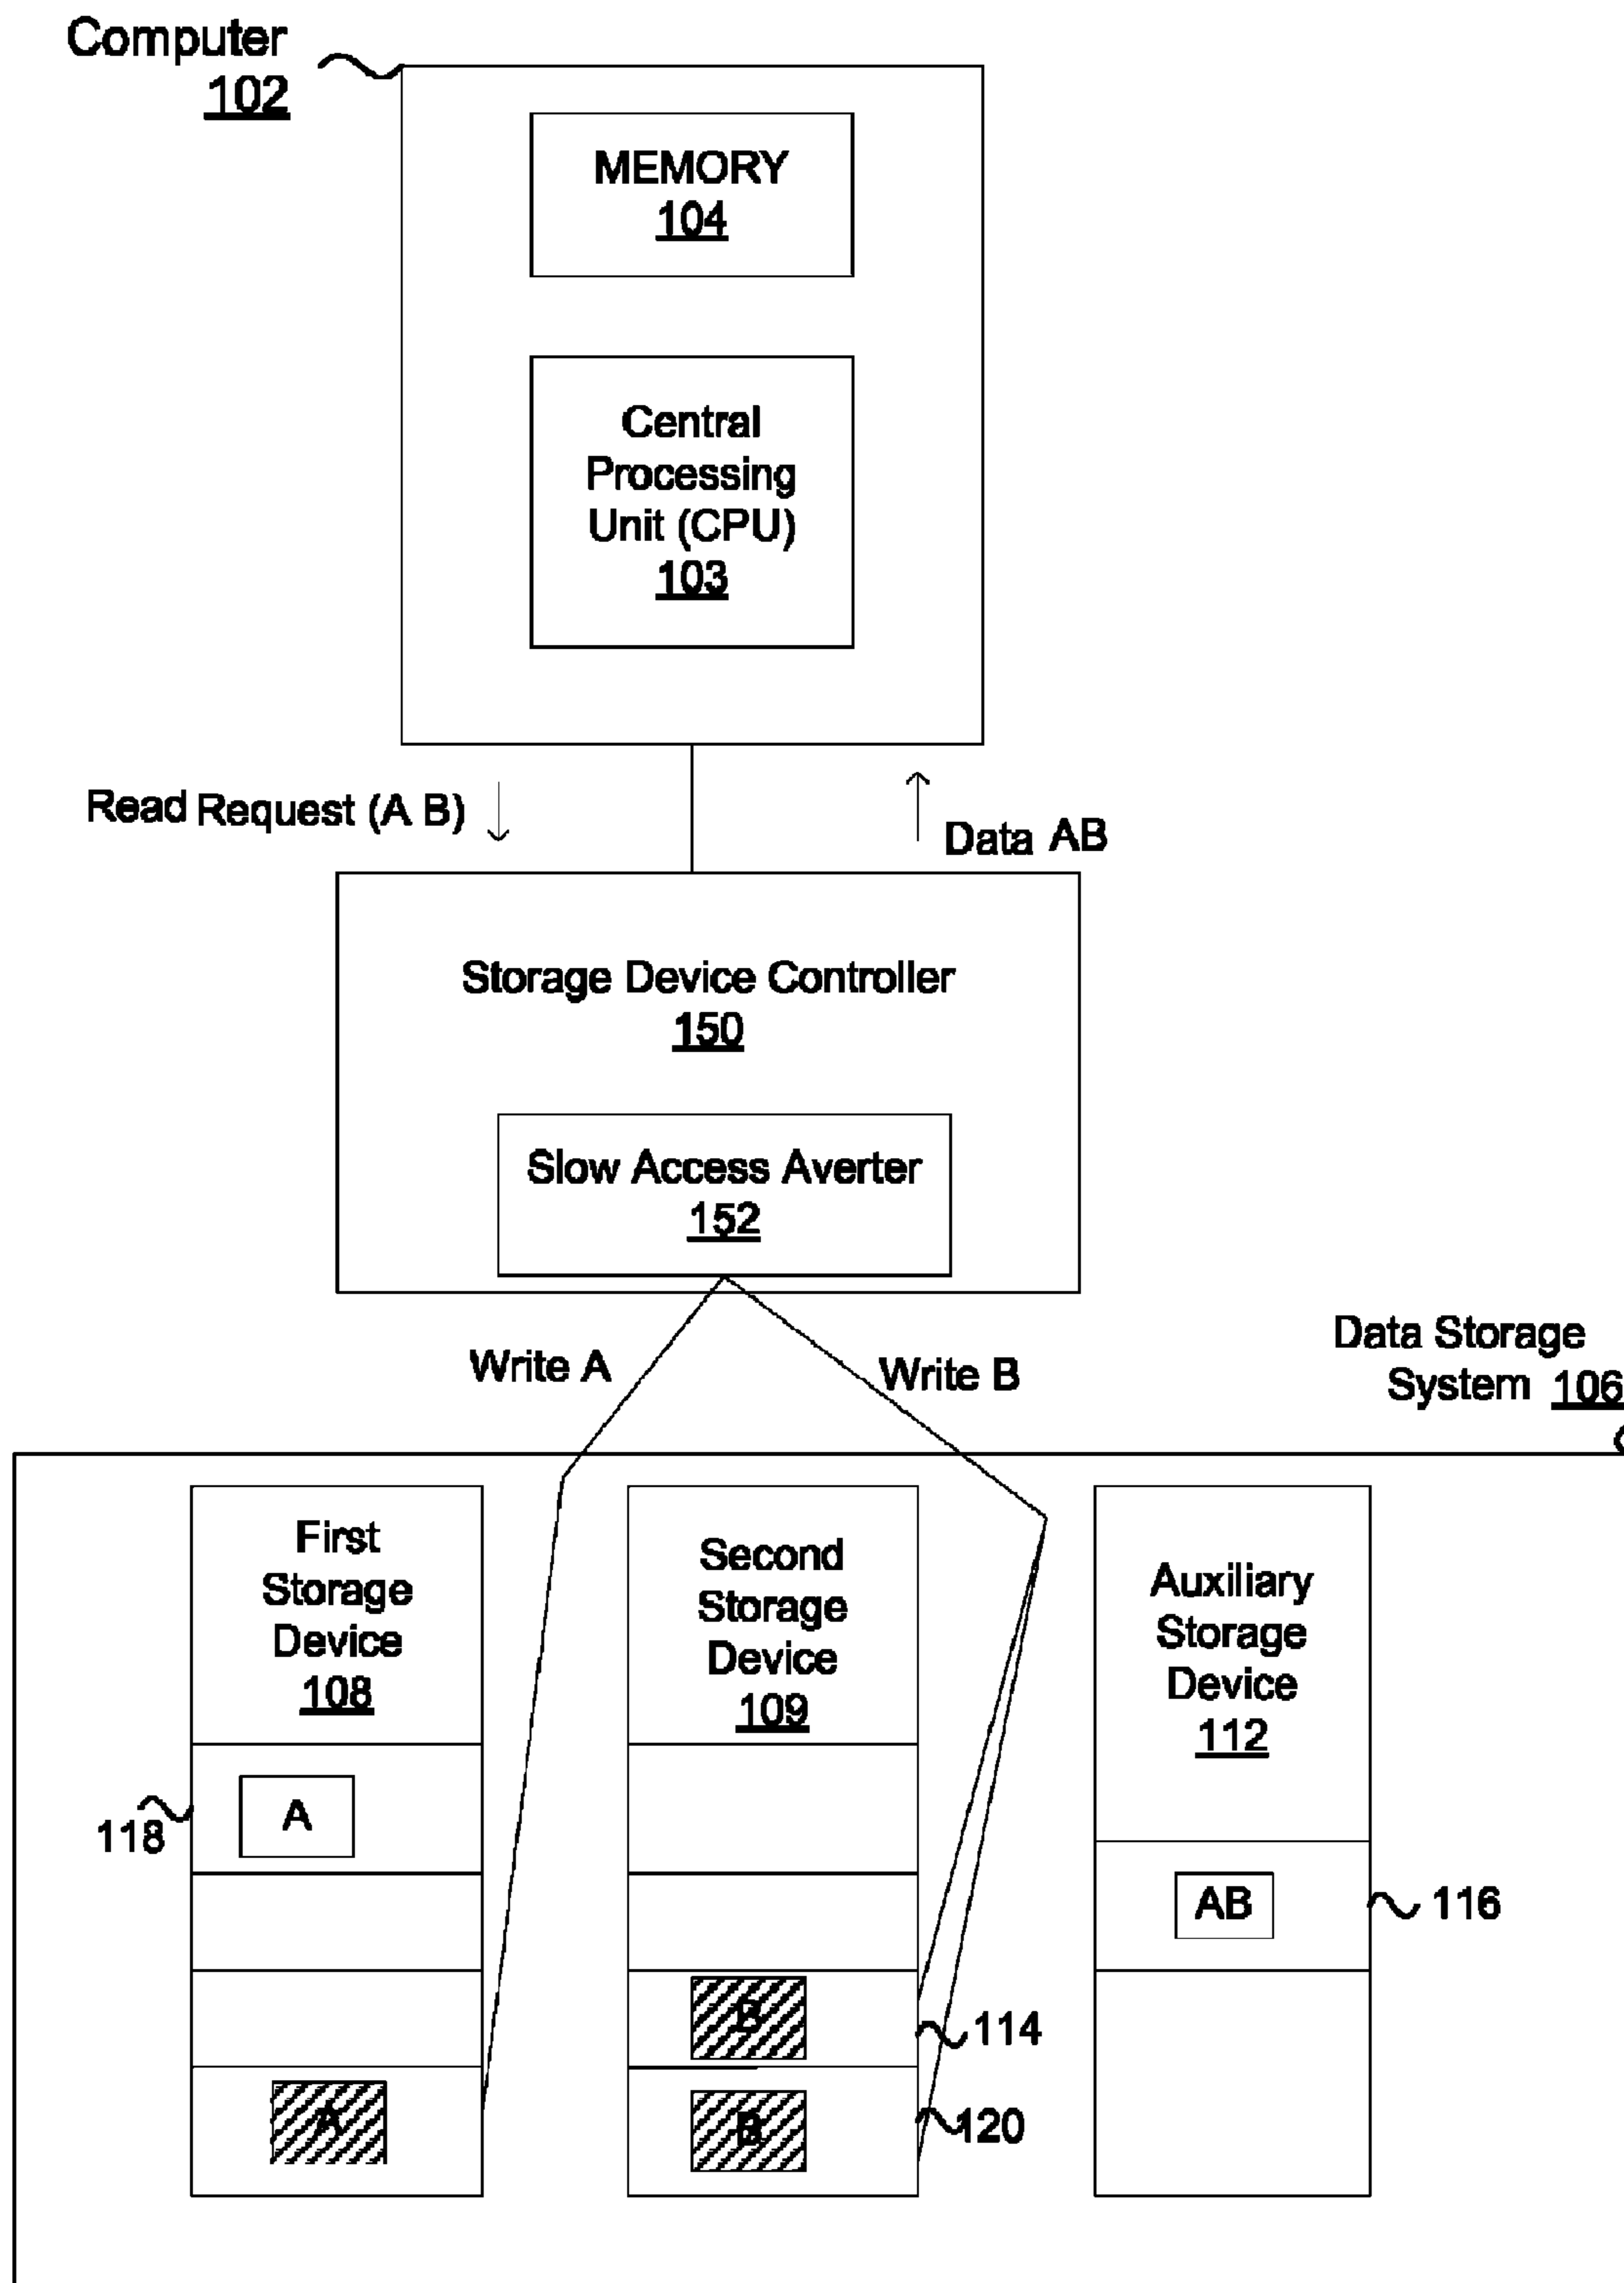 Computer
102
MEMORY
104
Central
Processing
Unit (CPU)
103
Read Request (A B)
Data AB
Storage Device Controller
150
Slow Access Averter
152
Write A
Write B
Data Storage
System 106
First
Storage
Device
108
Second
Storage
Device
109
Auxiliary
Storage
Device
112
118
A
AB
116
B
114
A
B
120